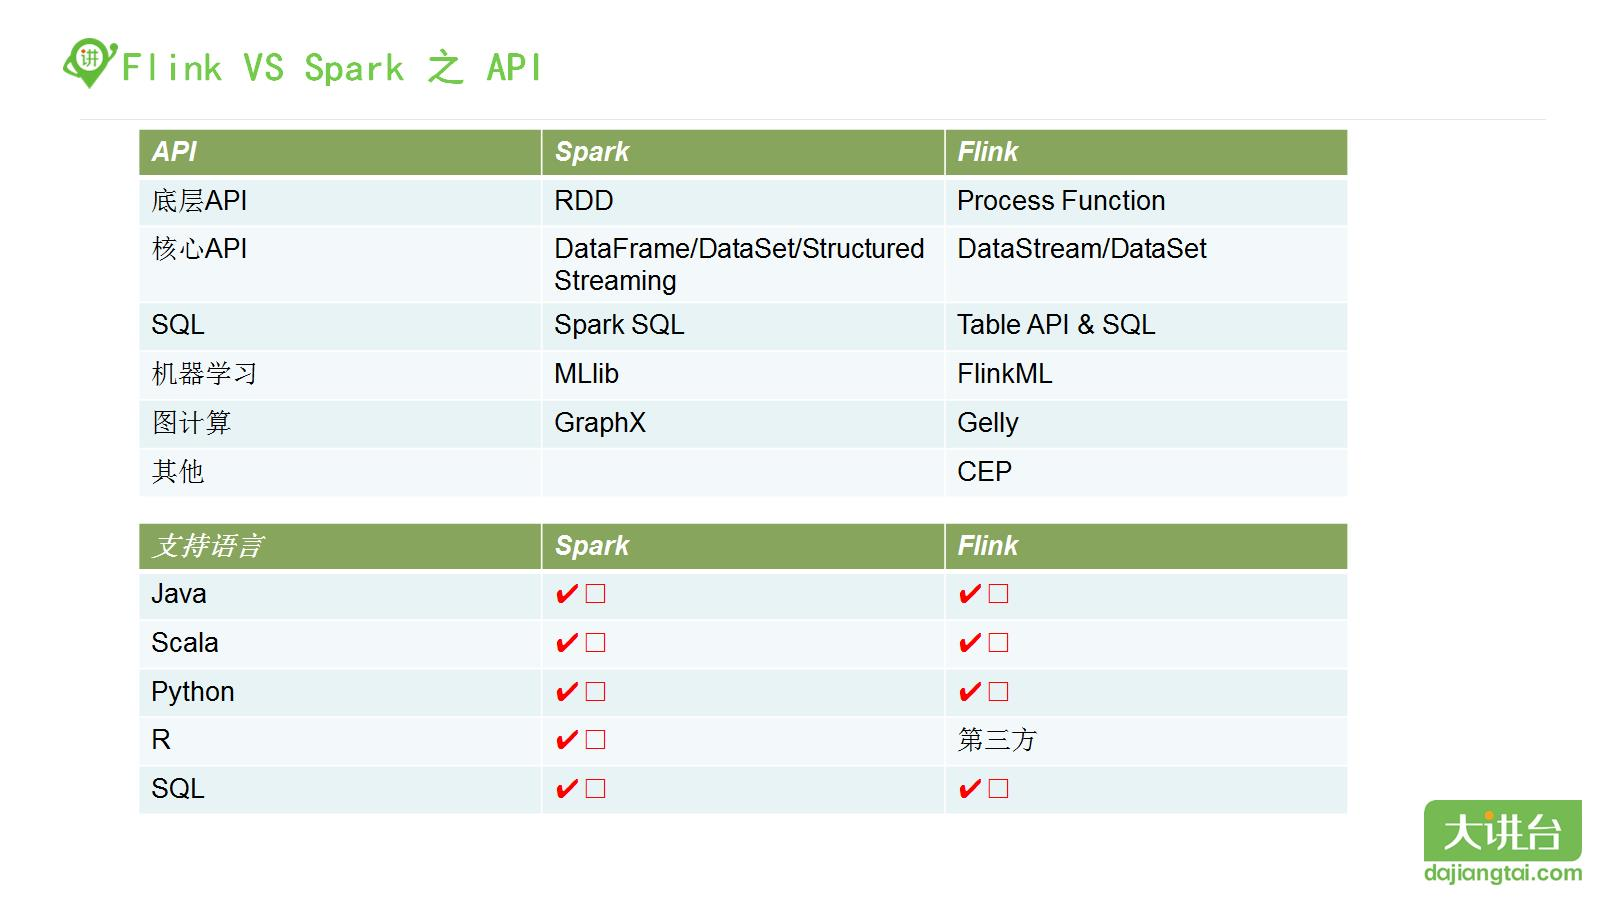 讲
Flink VS Spark 之 API
API Spark Flink
底层API RDD Process Function
核心API DataFrame/DataSet/Structured DataStream/DataSet
Streaming
SQL Spark SQL Table API & SQL
机器学习 MLlib FlinkML
图计算 GraphX Gelly
其他 CEP
支持语言 Spark Flink
Java ✔□ ✔□
Scala ✔□ ✔□
Python ✔□ ✔□
R ✔□ 第三方
SQL ✔□ ✔□
大讲台
dajiangtai.com